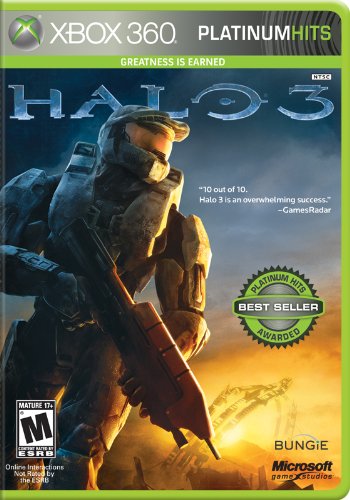 XBOX 360 PLATINUMHITS
GREATNESS IS EARNED
NTSC
HALO 3
"10 out of 10.
Halo 3 is an overwhelming success."
–GamesRadar
PLATINUM HITS
BEST SELLER
AWARDED
MATURE 17+
M
CONTENT RATED BY
ESRB
Online Interactions
Not Rated by the
ESRB
BUNGiE
Microsoft
game studios